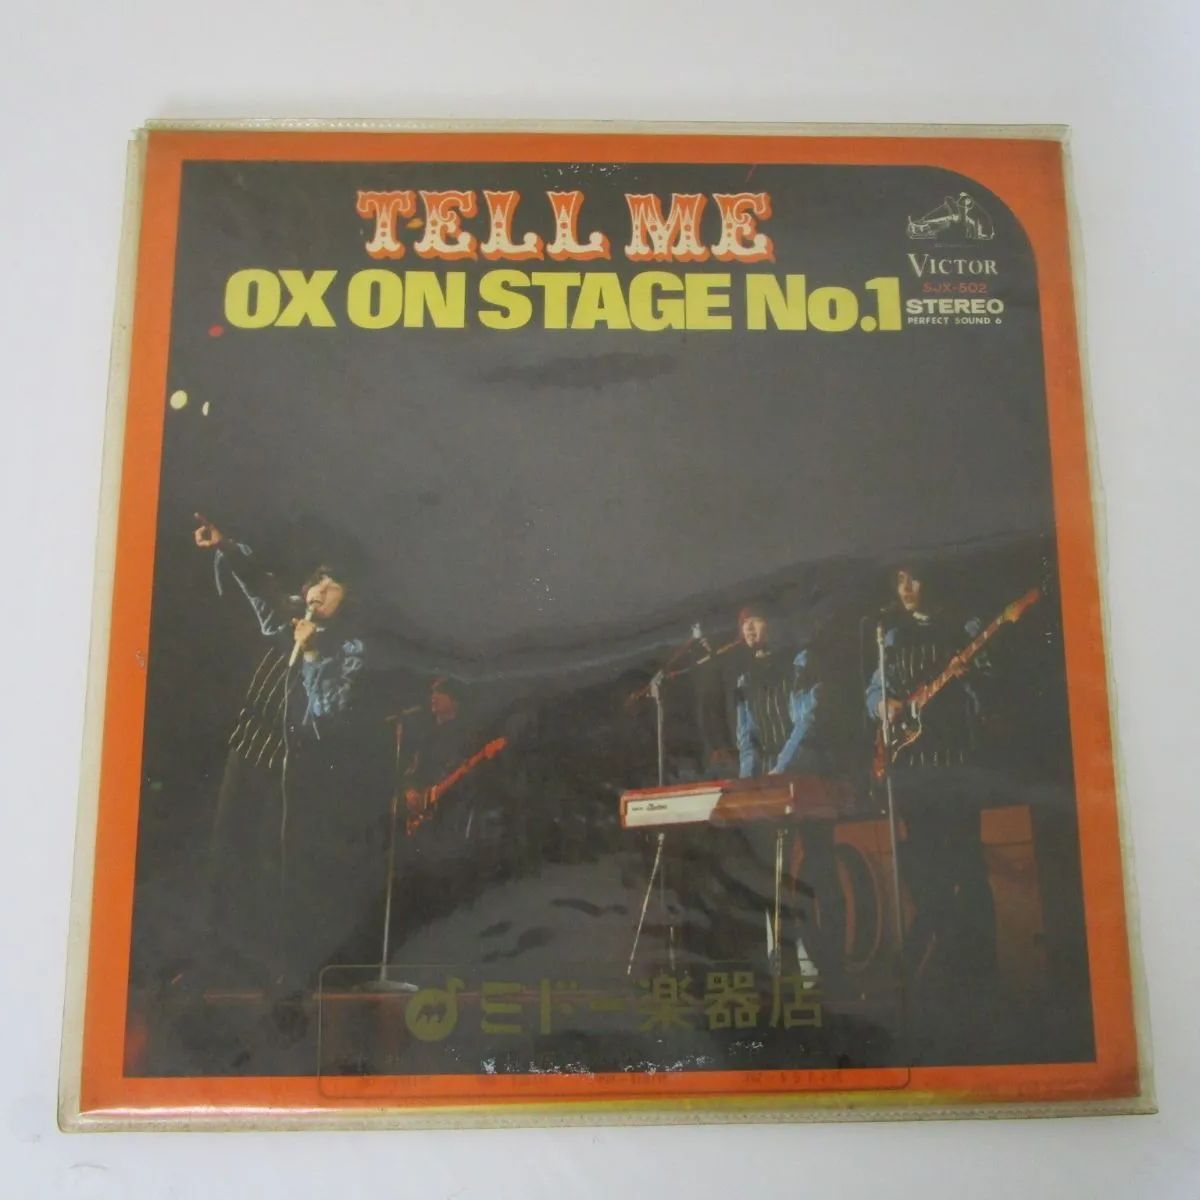 TELL ME
OX ON STAGE No.1
VICTOR
SJX-502
STEREO
PERFECT SOUND 6
ミドー楽器店